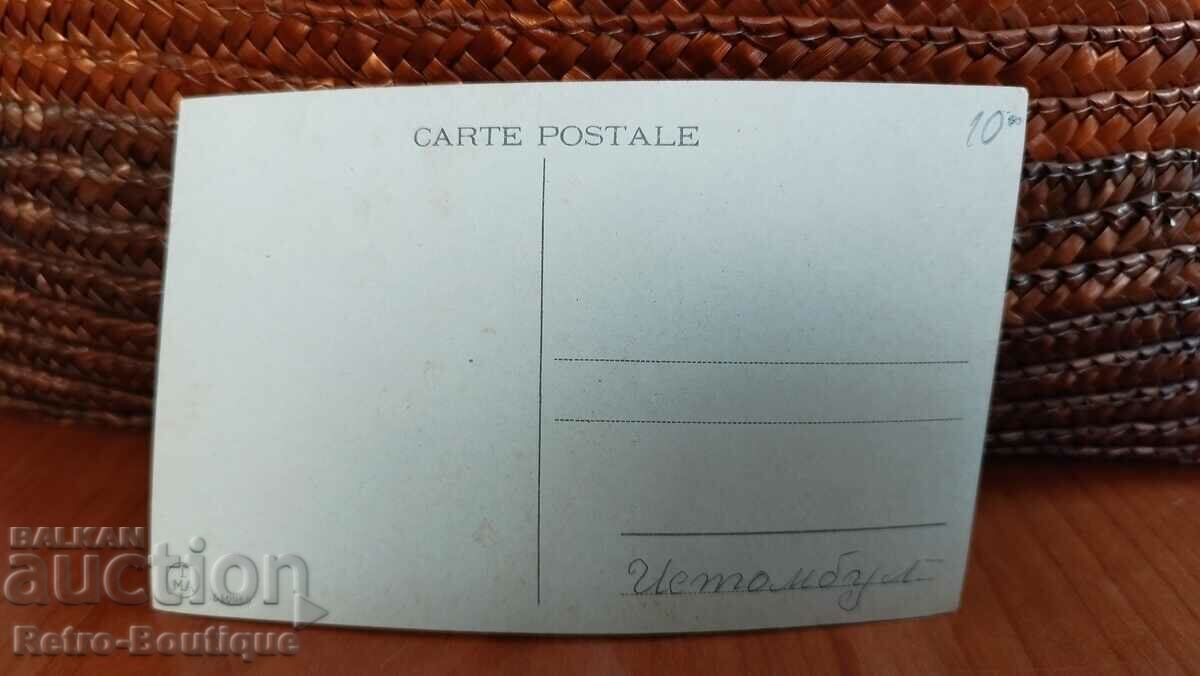 CARTE POSTALE
10
Истомбул
BALKAN
auction
Retro-Boutique